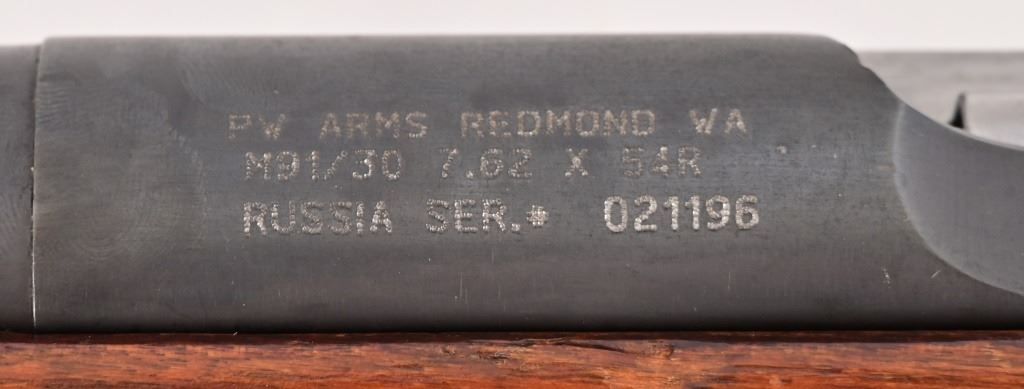 PW ARMS REDMOND WA
M91/30 7.62 X 54R
RUSSIA SER.# 021196